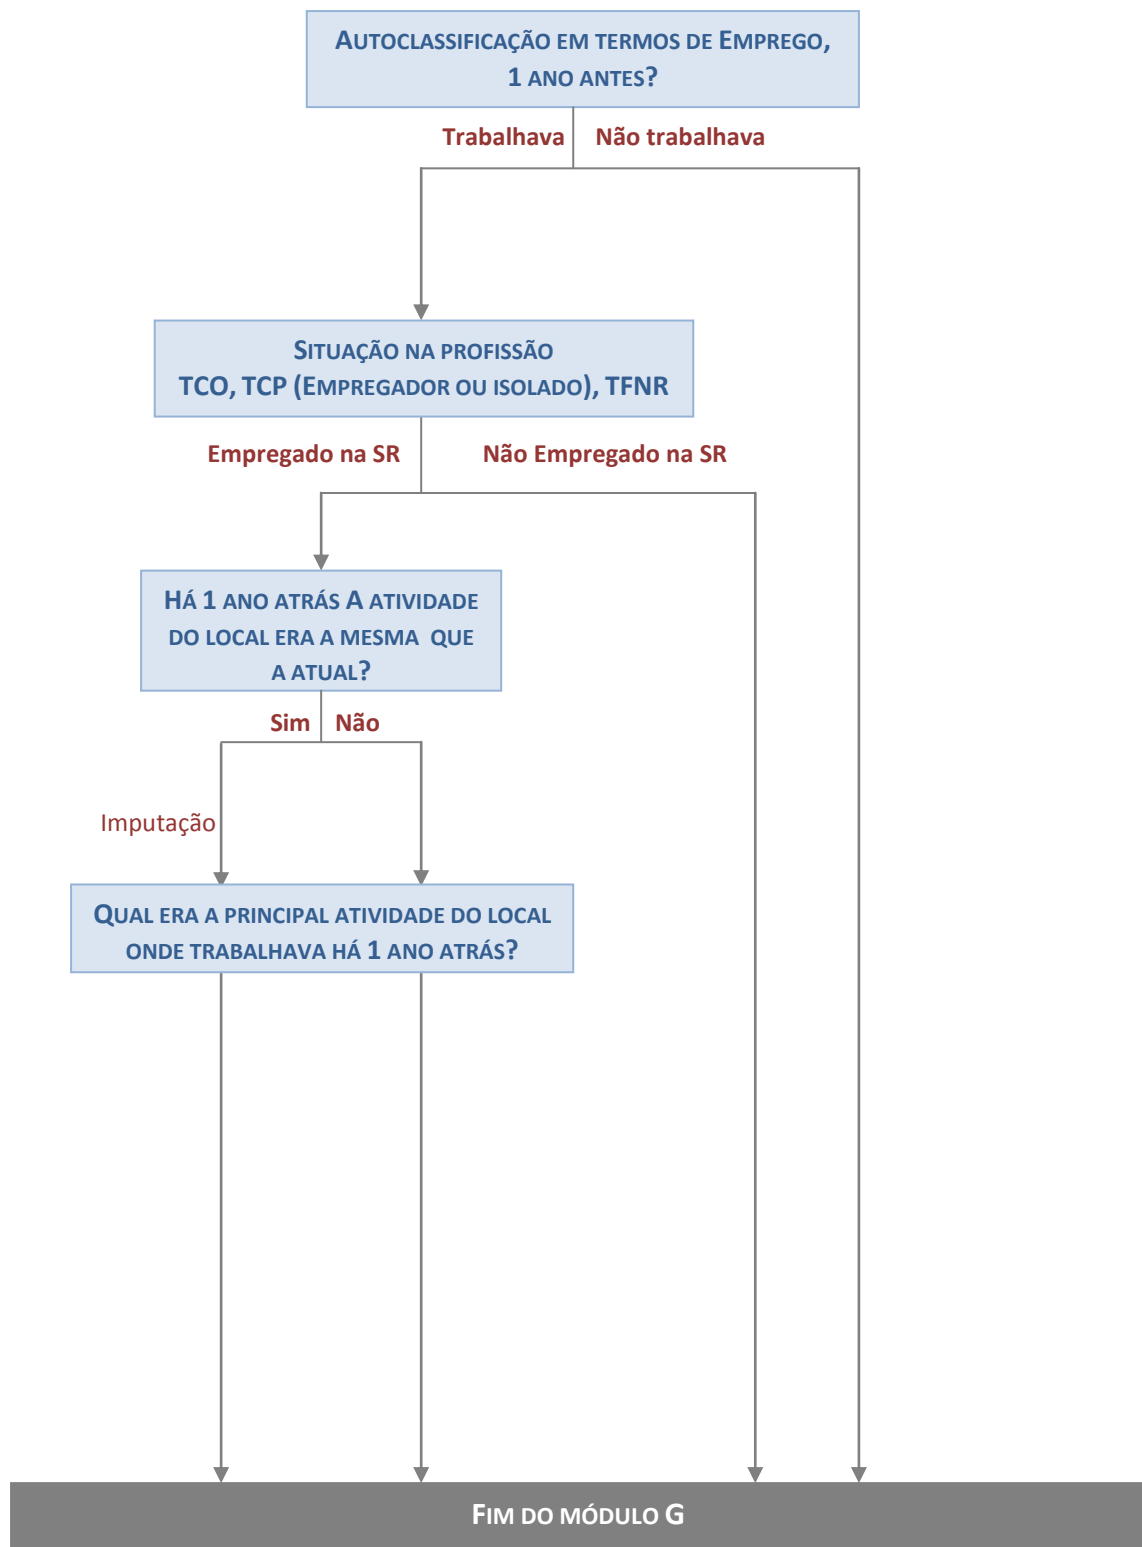 AUTOCLASSIFICAÇÃO EM TERMOS DE EMPREGO,
1 ANO ANTES?
Trabalhava Não trabalhava
SITUAÇÃO NA PROFISSÃO
TCO, TCP (EMPREGADOR OU ISOLADO), TFNR
Empregado na SR Não Empregado na SR
HÁ 1 ANO ATRÁS A ATIVIDADE
DO LOCAL ERA A MESMA QUE
A ATUAL?
Sim Não
Imputação
QUAL ERA A PRINCIPAL ATIVIDADE DO LOCAL
ONDE TRABALHAVA HÁ 1 ANO ATRÁS?
FIM DO MÓDULO G